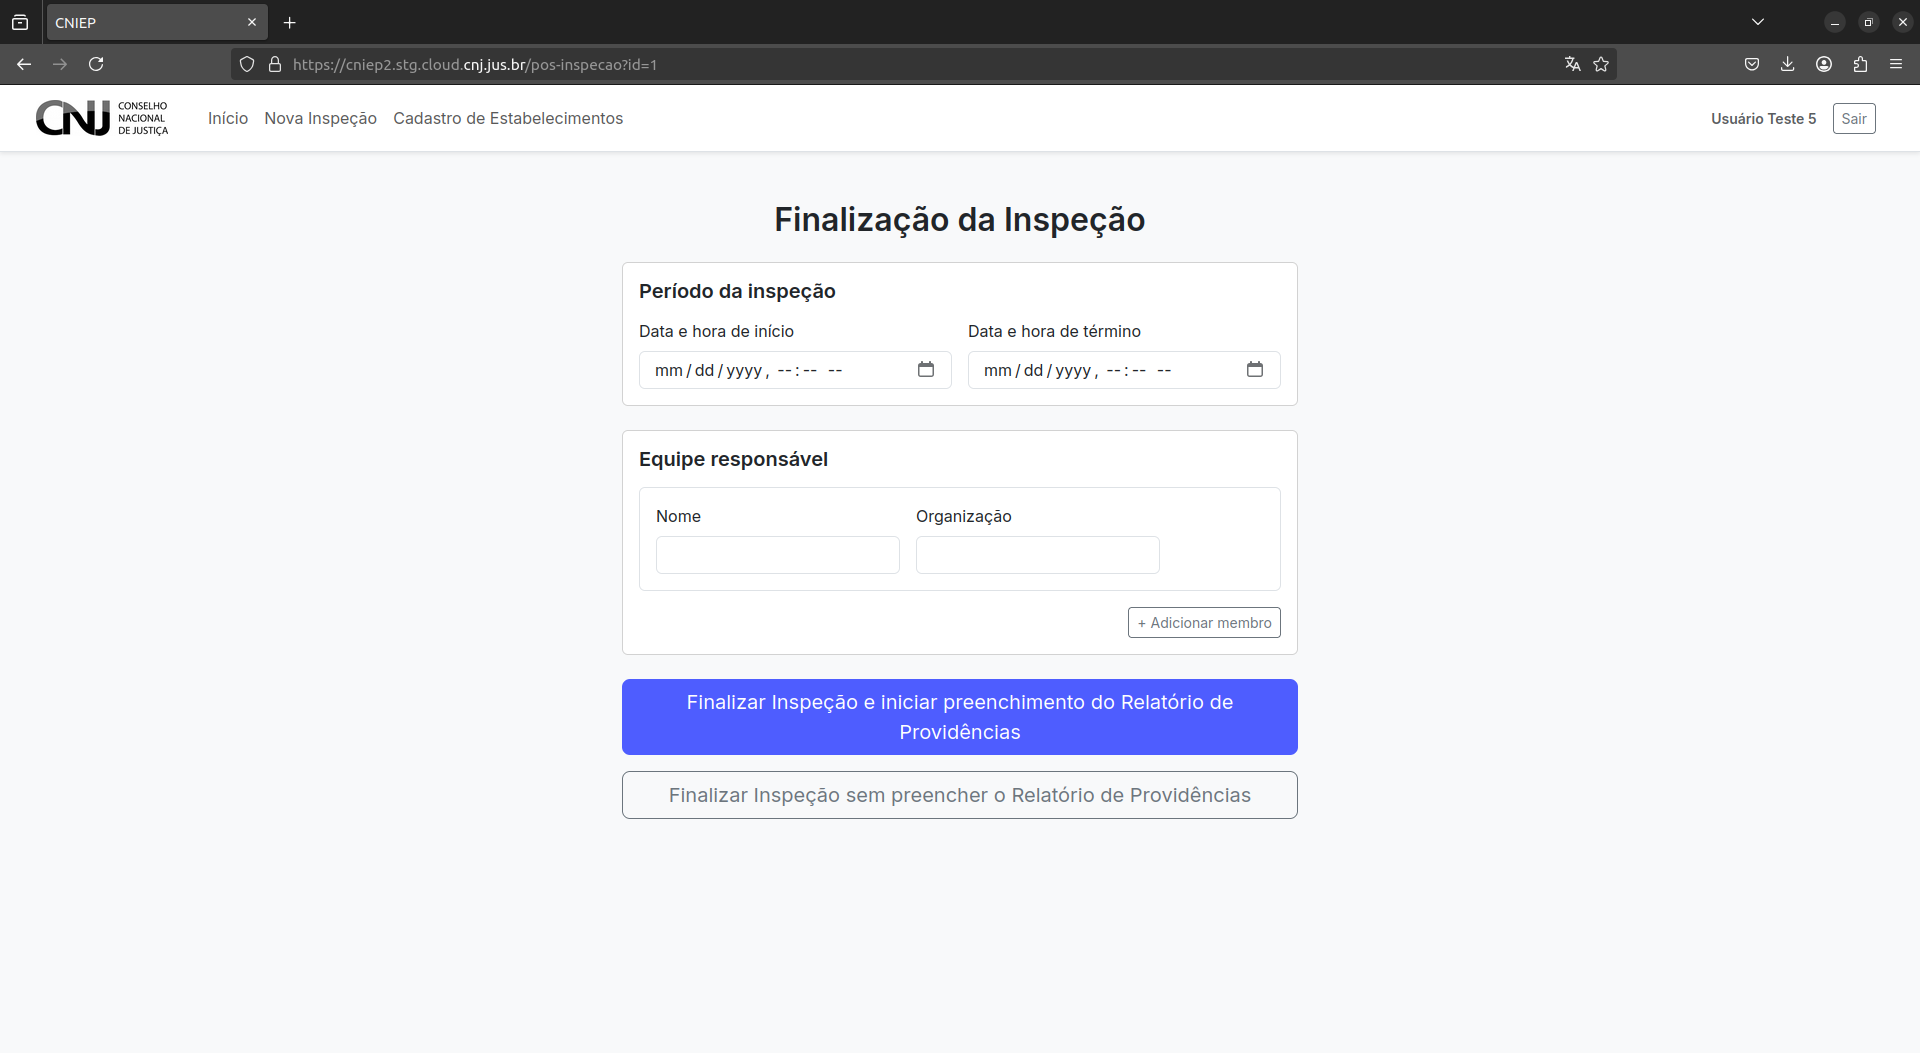 CNIEP
https://cniep2.stg.cloud.cnj.jus.br/pos-inspecao?id=1
CNJ CONSELHO
NACIONAL
DE JUSTIÇA
Início Nova Inspeção Cadastro de Estabelecimentos Usuário Teste 5 Sair
Finalização da Inspeção
Período da inspeção
Data e hora de início Data e hora de término
mm/dd/yyyy, --:-- -- mm/dd/yyyy, --:-- --
Equipe responsável
Nome Organização
+ Adicionar membro
Finalizar Inspeção e iniciar preenchimento do Relatório de
Providências
Finalizar Inspeção sem preencher o Relatório de Providências